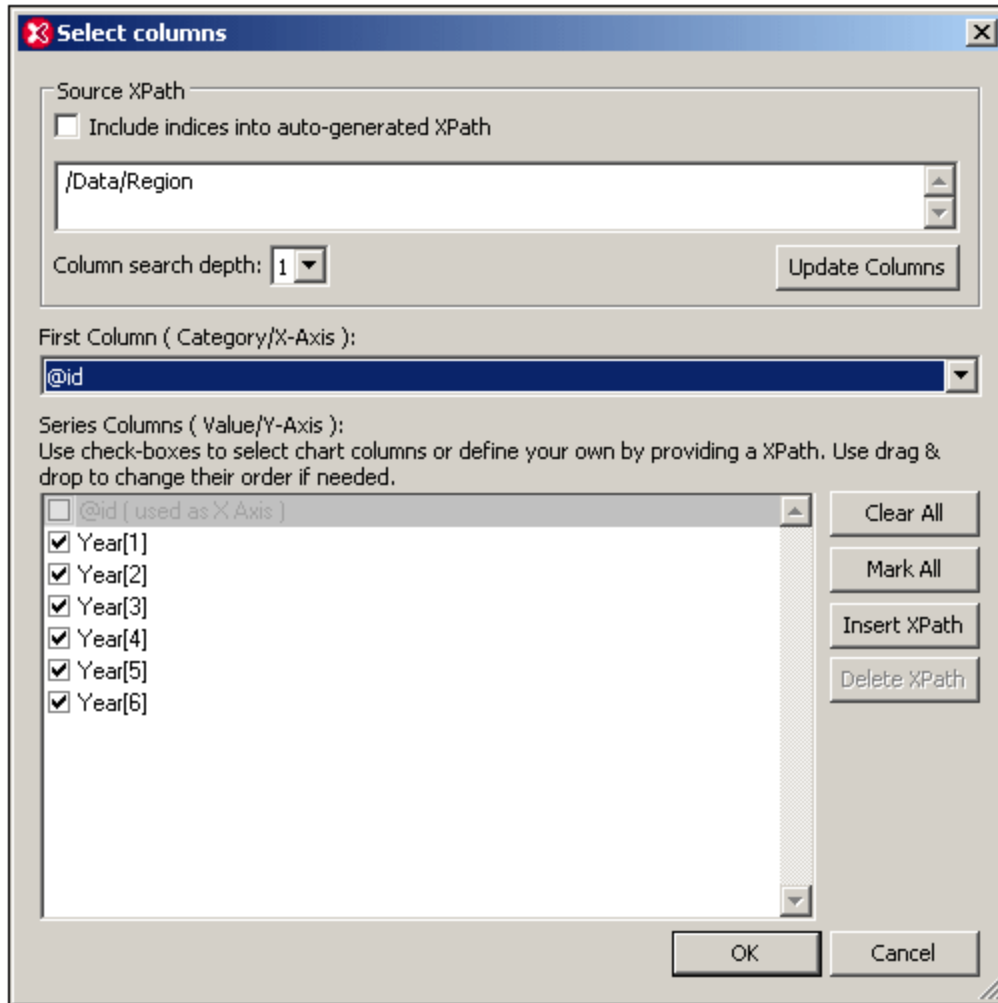 Select columns
Source XPath
Include indices into auto-generated XPath
/Data/Region
Column search depth: 1
Update Columns
First Column ( Category/X-Axis ):
@id
Series Columns ( Value/Y-Axis ):
Use check-boxes to select chart columns or define your own by providing a XPath. Use drag &
drop to change their order if needed.
@id ( used as X Axis )
Year[1]
Year[2]
Year[3]
Year[4]
Year[5]
Year[6]
Clear All
Mark All
Insert XPath
Delete XPath
OK
Cancel